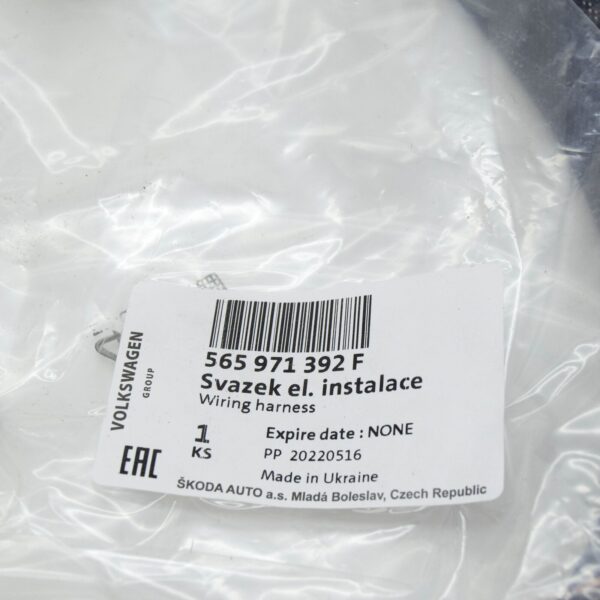 VOLKSWAGEN
GROUP
565 971 392 F
Svazek el. instalace
Wiring harness
1
KS
Expire date : NONE
PP 20220516
EAC
Made in Ukraine
ŠKODA AUTO a.s. Mladá Boleslav, Czech Republic